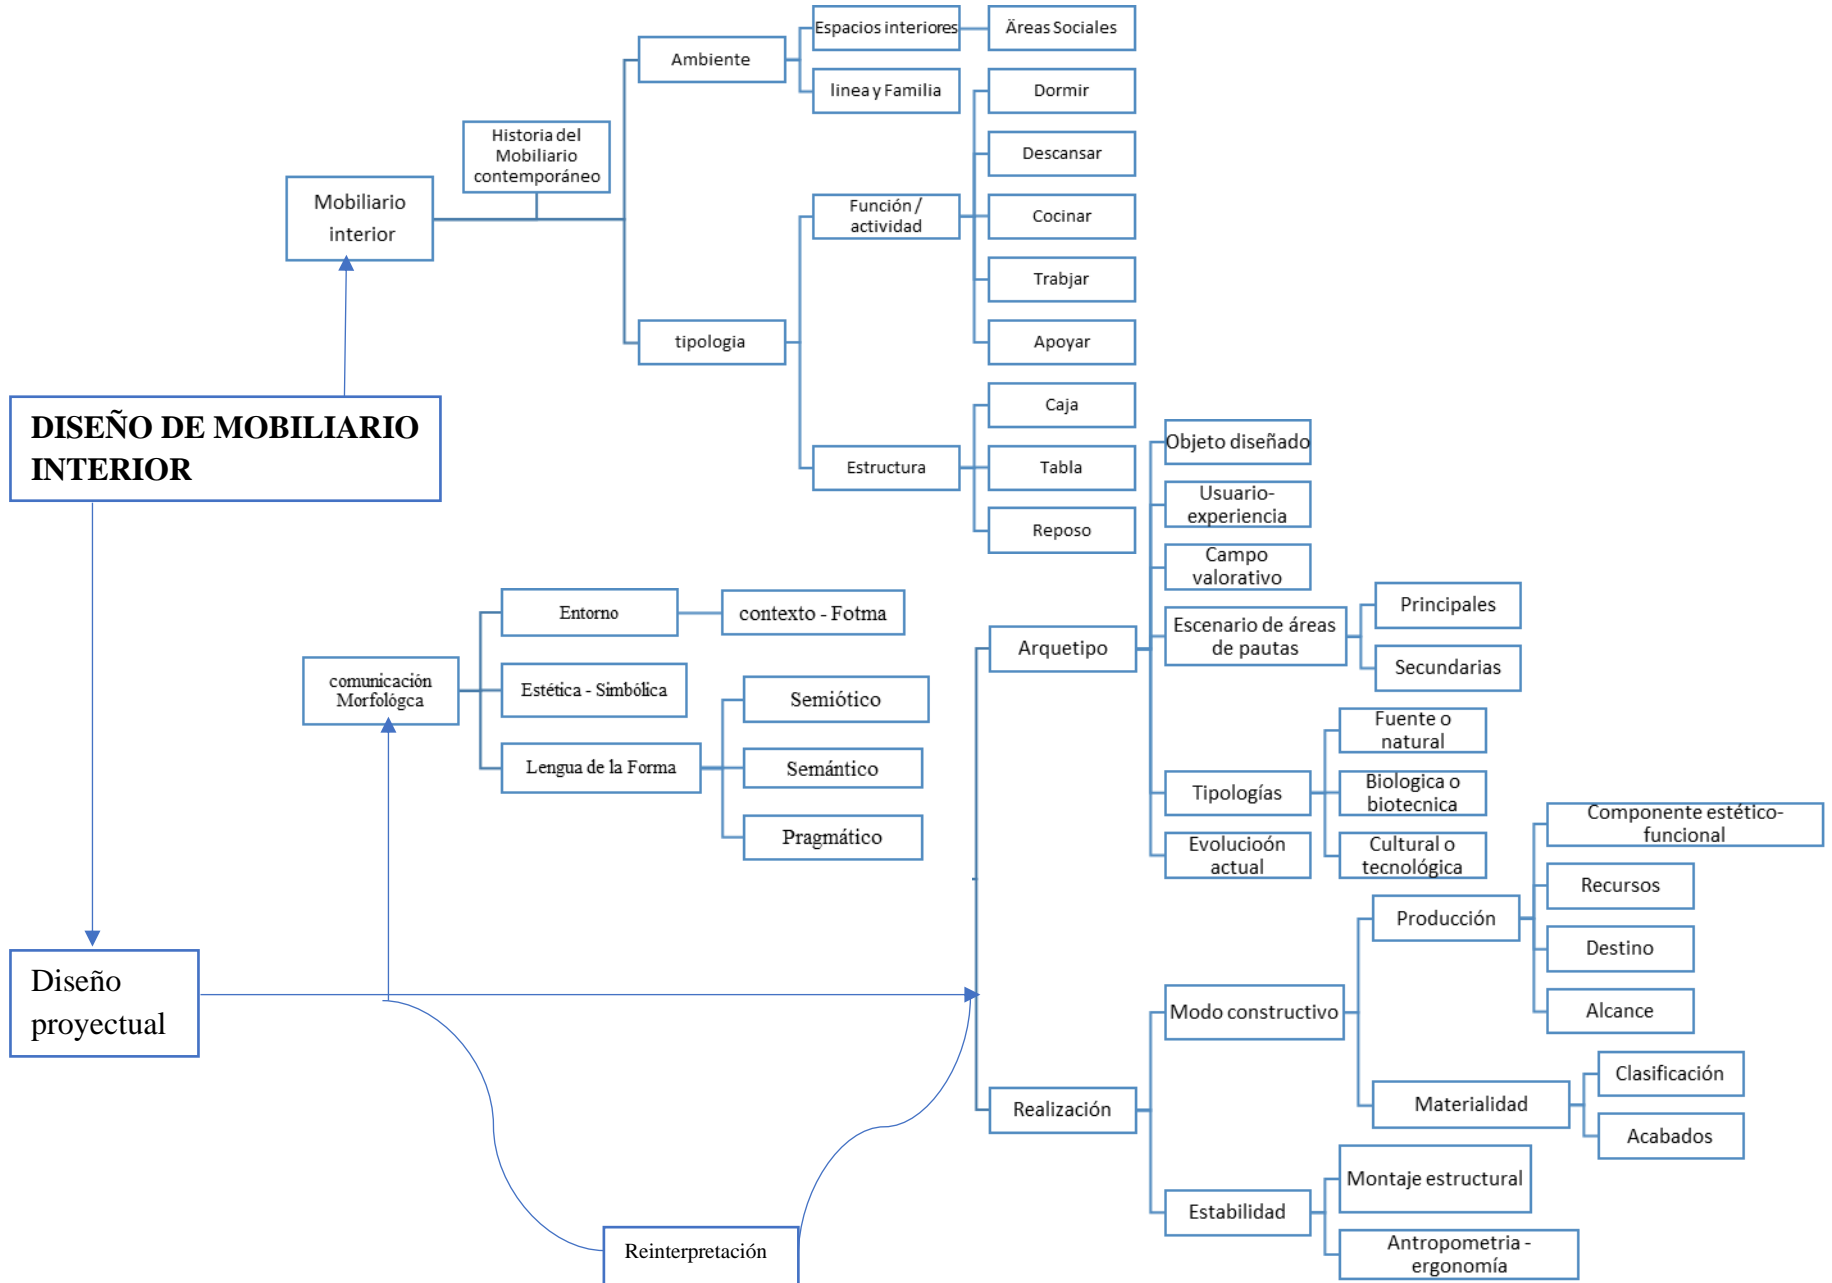 Espacios interiores
Äreas Sociales
Ambiente
linea y Familia
Dormir
Historia del
Mobiliario
contemporáneo
Descansar
Mobiliario
interior
Función /
actividad
Cocinar
Trabjar
tipologia
Apoyar
Caja
DISEÑO DE MOBILIARIO
INTERIOR
Estructura
Tabla
Reposo
Objeto diseñado
Usuario-
experiencia
Campo
valorativo
Entorno
contexto - Fotma
Arquetipo
Escenario de áreas
de pautas
Principales
Secundarias
comunicación
Morfológca
Estética - Simbólica
Semiótico
Lengua de la Forma
Semántico
Pragmático
Fuente o
natural
Tipologías
Biologica o
biotecnica
Evolucioón
actual
Cultural o
tecnológica
Componente estético-
funcional
Recursos
Producción
Destino
Alcance
Diseño
proyectual
Modo constructivo
Clasificación
Realización
Materialidad
Acabados
Montaje estructural
Estabilidad
Antropometria -
ergonomía
Reinterpretación